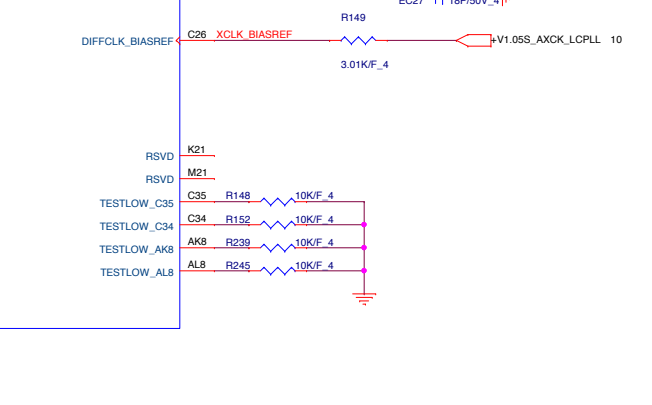 EC27 18P/50V_4
R149
DIFFCLK_BIASREF C26 XCLK_BIASREF +V1.05S_AXCK_LCPLL 10
3.01K/F_4
RSVD K21
RSVD M21
TESTLOW_C35 C35 R148 10K/F_4
TESTLOW_C34 C34 R152 10K/F_4
TESTLOW_AK8 AK8 R239 10K/F_4
TESTLOW_AL8 AL8 R245 10K/F_4